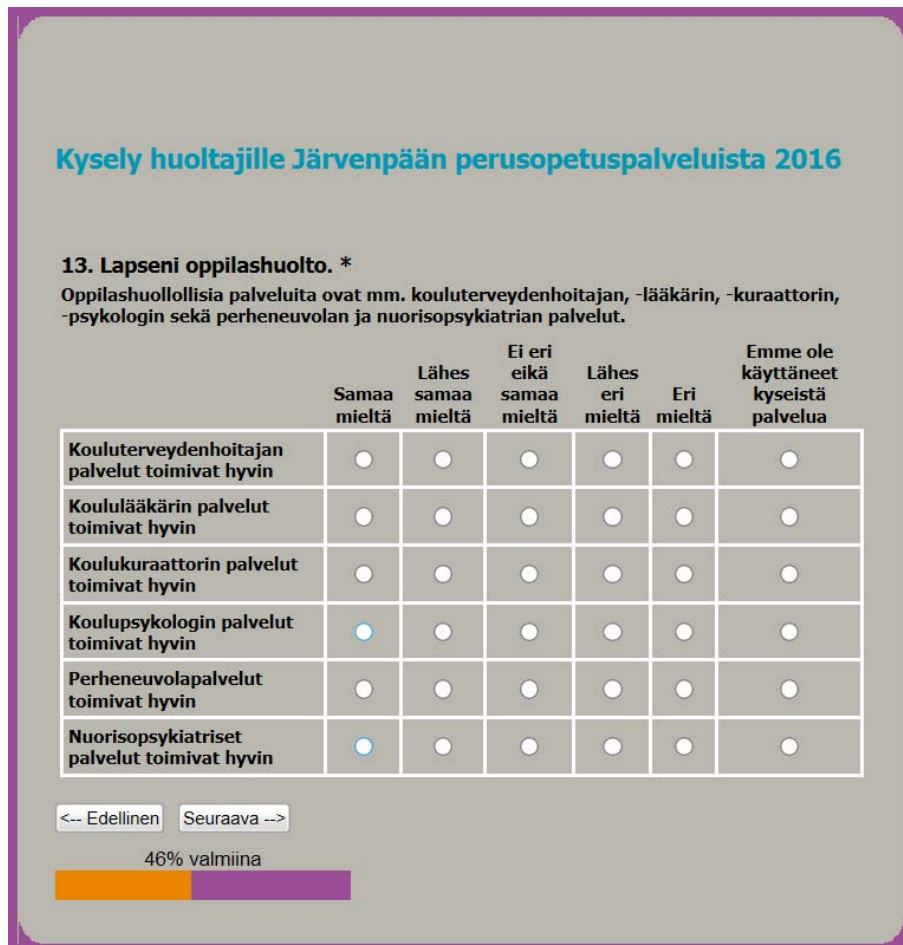 Kysely huoltajille Järvenpään perusopetuspalveluista 2016
13. Lapseni oppilashuolto. *
Oppilashuollollisia palveluita ovat mm. kouluterveydenhoitajan, -lääkärin, -kuraattorin,
-psykologin sekä perheneuvolan ja nuorisopsykiatrian palvelut.
Samaa
mieltä
Lähes
samaa
mieltä
Ei eri
eikä
samaa
mieltä
Lähes
eri
mieltä
Eri
mieltä
Emme ole
käyttäneet
kyseistä
palvelua
Kouluterveydenhoitajan
palvelut toimivat hyvin
Koululääkärin palvelut
toimivat hyvin
Koulukuraattorin palvelut
toimivat hyvin
Koulupsykologin palvelut
toimivat hyvin
Perheneuvolapalvelut
toimivat hyvin
Nuorisopsykiatriset
palvelut toimivat hyvin
<-- Edellinen
Seuraava -->
46% valmiina